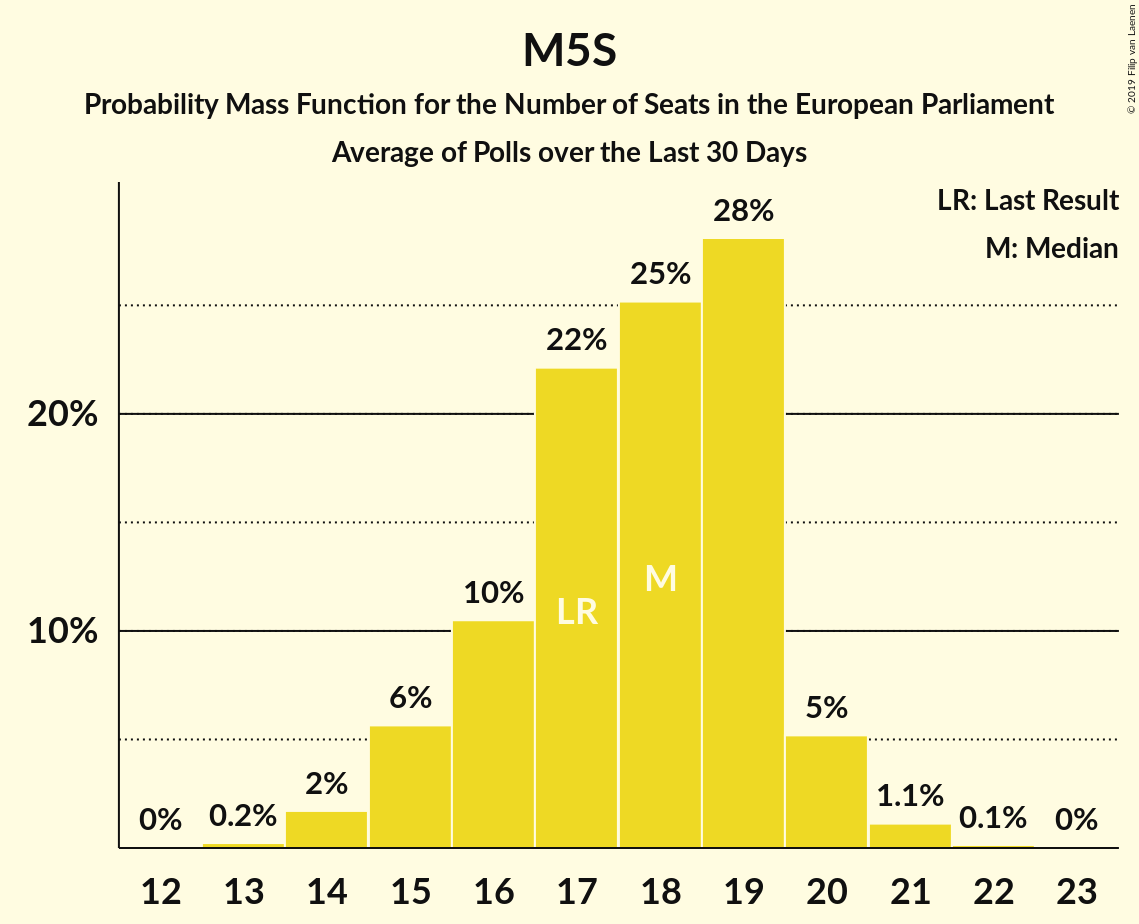 M5S
Probability Mass Function for the Number of Seats in the European Parliament
Average of Polls over the Last 30 Days
© 2019 Filip van Laenen
LR: Last Result
M: Median
28%
25%
22%
20%
10%
10%
LR
M
6%
5%
2%
1.1%
0%
0.2%
0.1%
0%
12 13 14 15 16 17 18 19 20 21 22 23